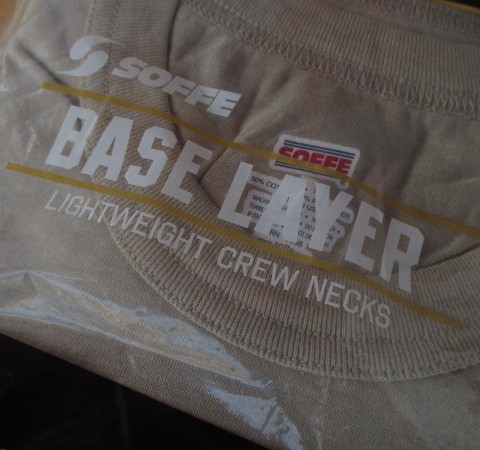 SOFFE
BASE LAYER
LIGHTWEIGHT CREW NECKS
SOFFE